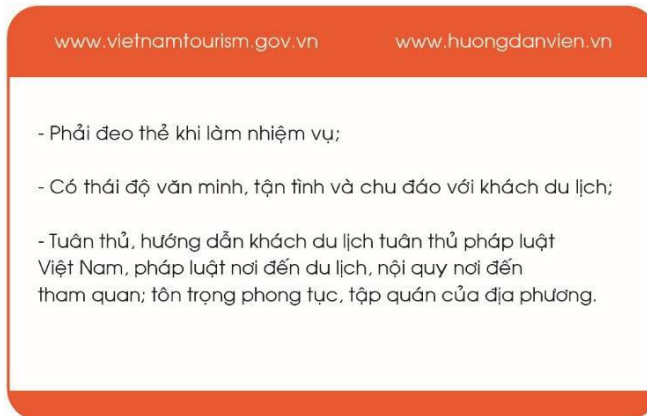 www.vietnamtourism.gov.vn www.huongdanvien.vn
- Phải đeo thẻ khi làm nhiệm vụ;
- Có thái độ văn minh, tận tình và chu đáo với khách du lịch;
- Tuân thủ, hướng dẫn khách du lịch tuân thủ pháp luật
Việt Nam, pháp luật nơi đến du lịch, nội quy nơi đến
tham quan; tôn trọng phong tục, tập quán của địa phương.